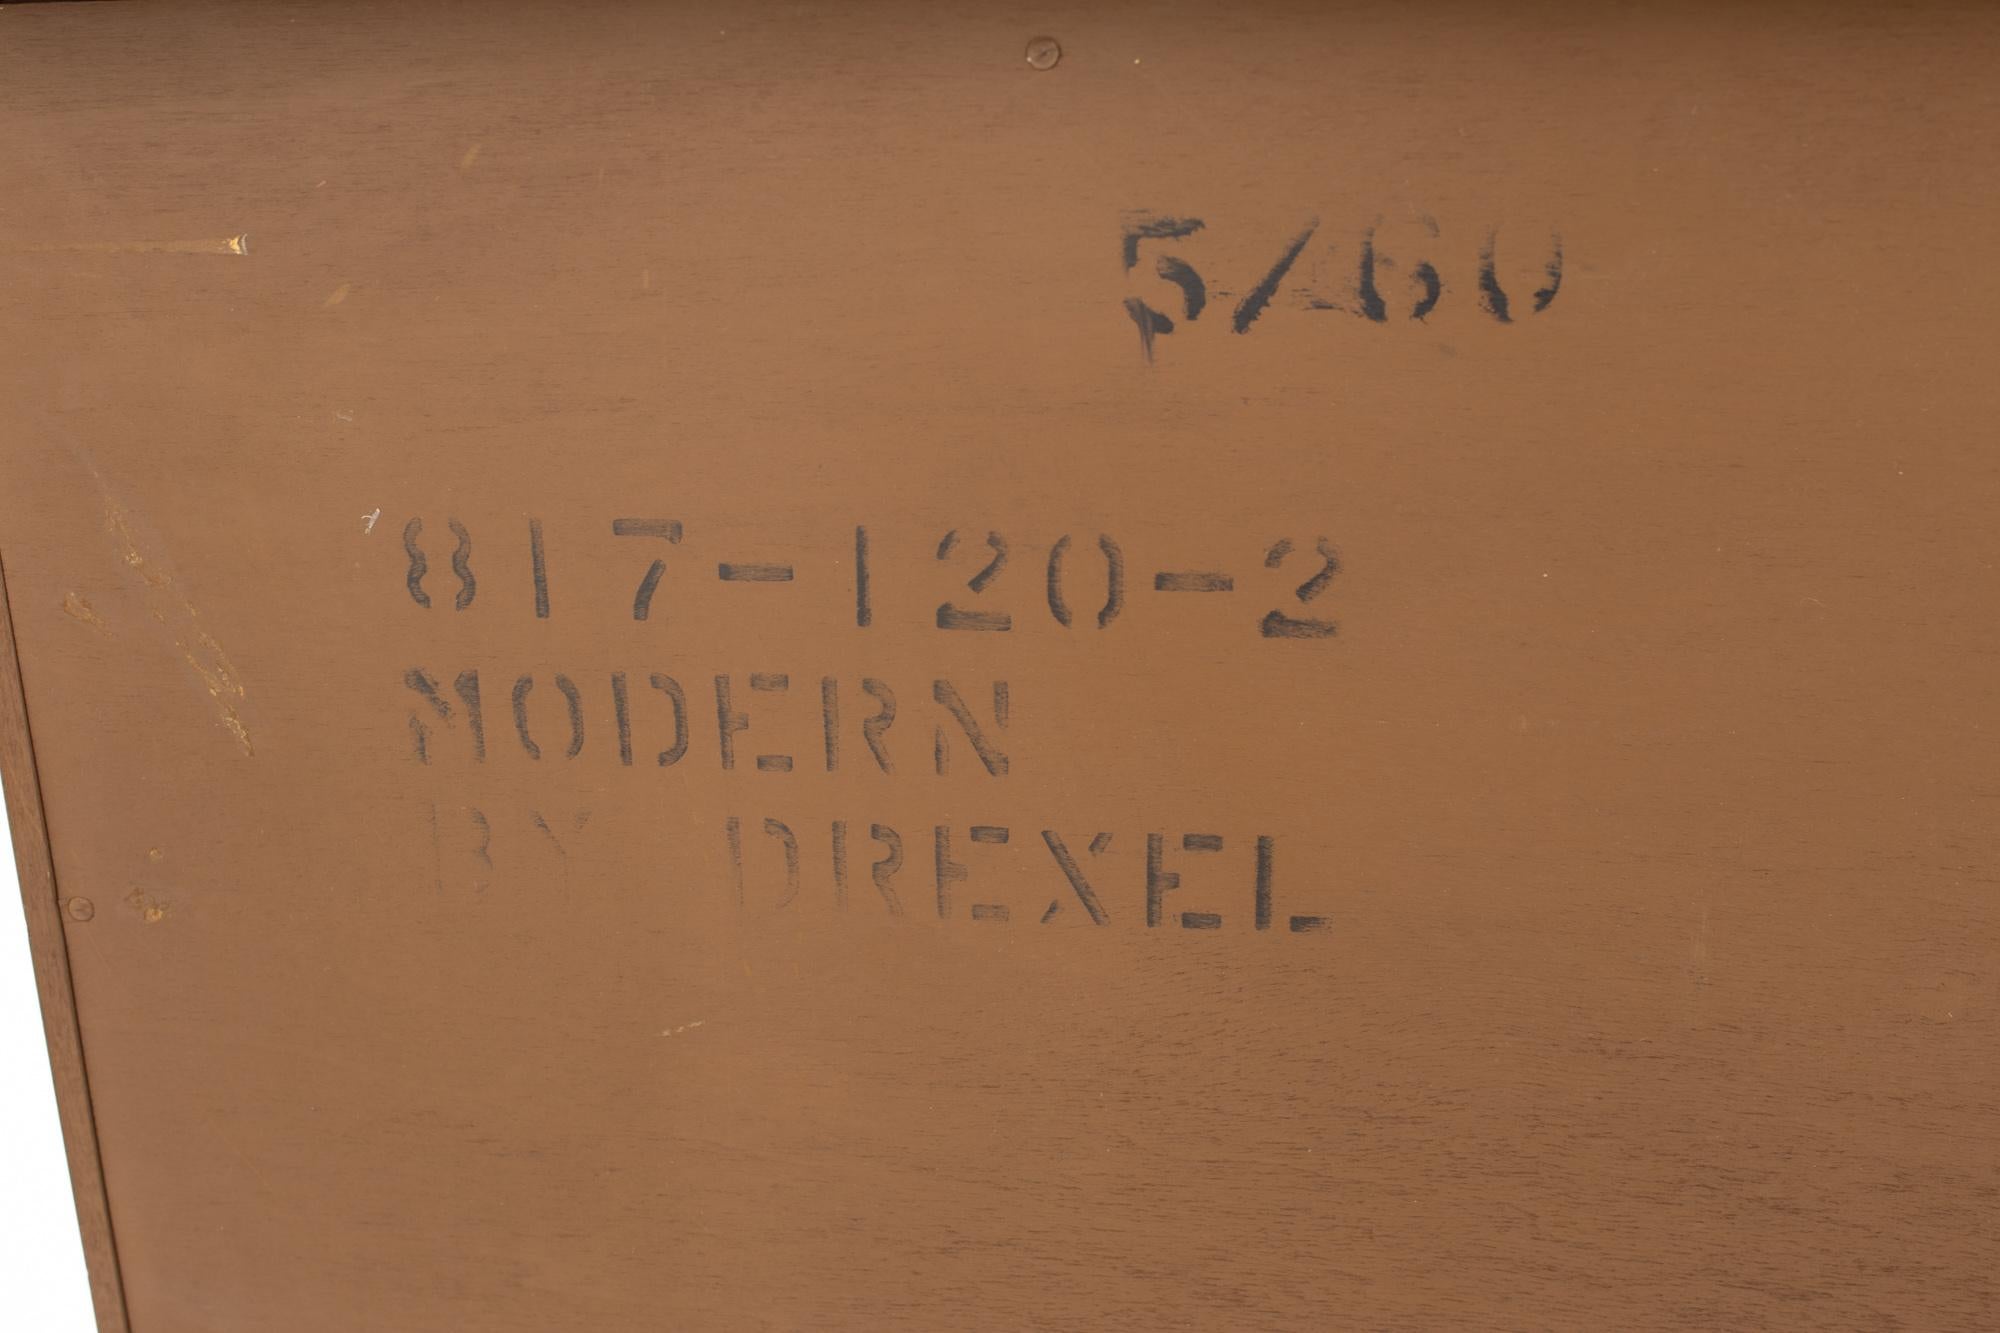 5/60
817-120-2
MODERN
BY DREXEL